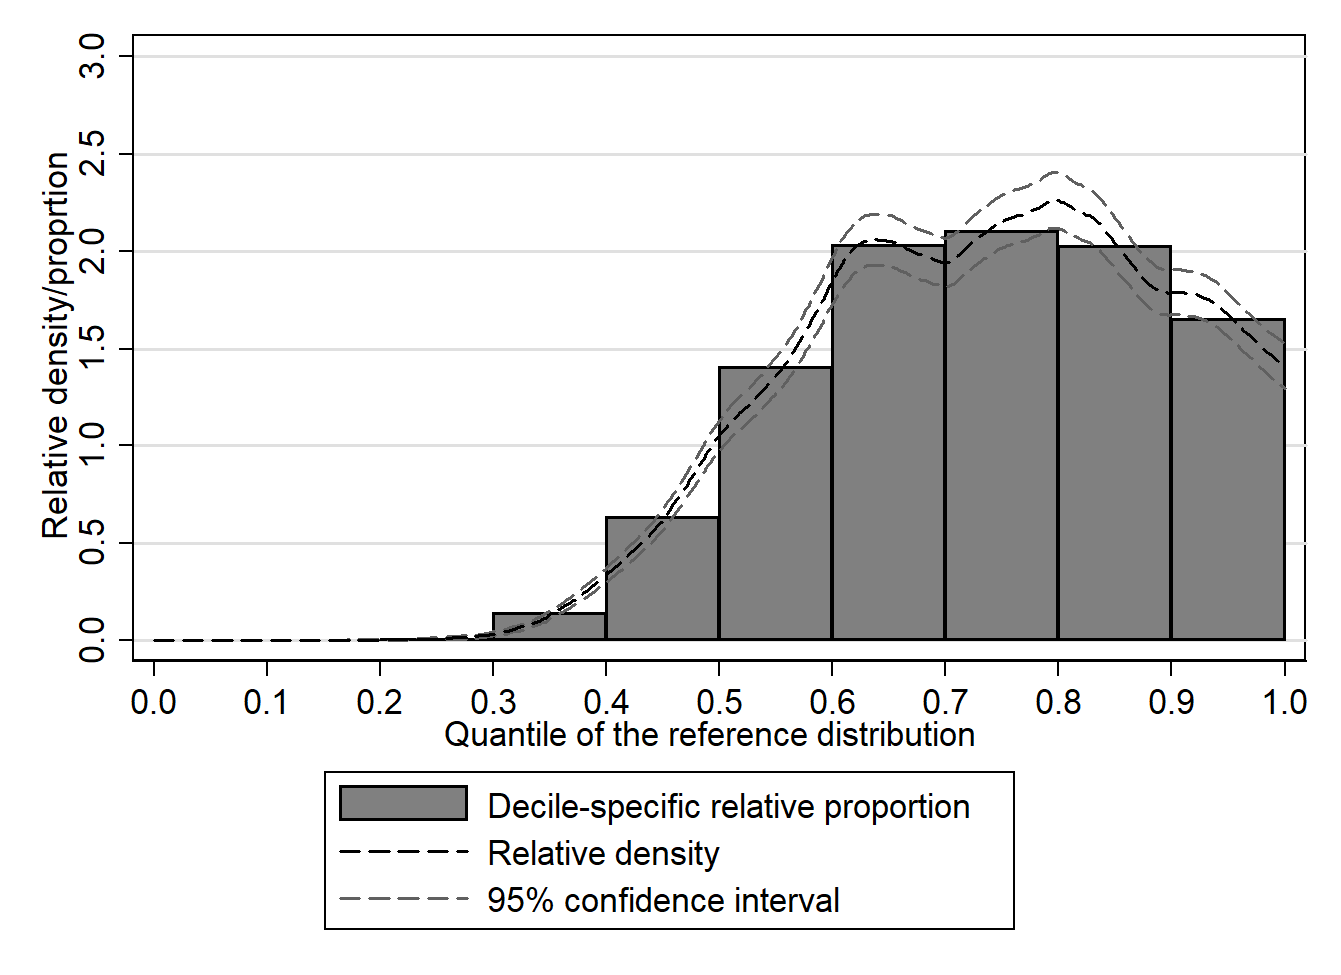 3.0
2.5
2.0
1.5
1.0
0.5
0.0
Relative density/proprtion
0.0 0.1 0.2 0.3 0.4 0.5 0.6 0.7 0.8 0.9 1.0
Quantile of the reference distribution
Decile-specific relative proportion
Relative density
95% confidence interval